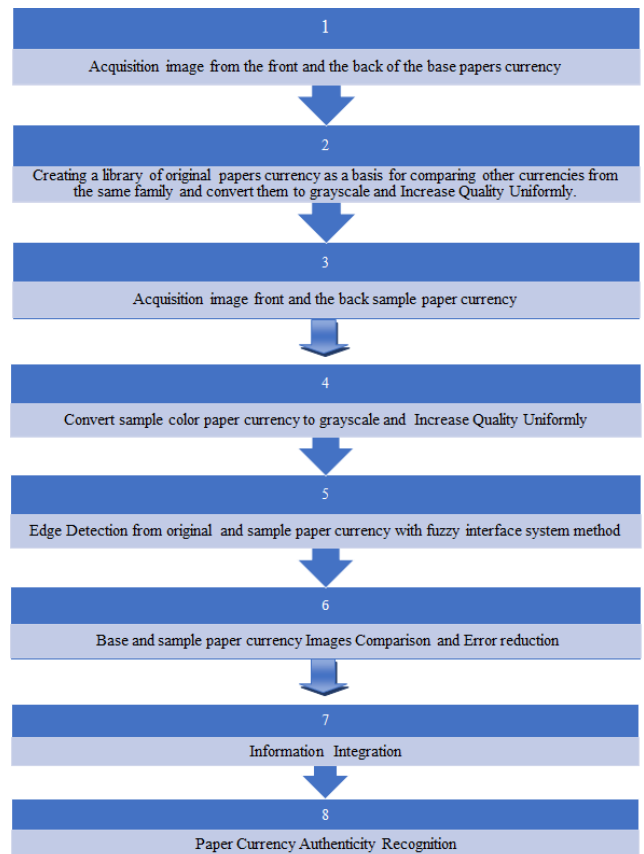 1
Acquisition image from the front and the back of the base papers currency
2
Creating a library of original papers currency as a basis for comparing other currencies from
the same family and convert them to grayscale and Increase Quality Uniformly.
3
Acquisition image front and the back sample paper currency
4
Convert sample color paper currency to grayscale and Increase Quality Uniformly
5
Edge Detection from original and sample paper currency with fuzzy interface system method
6
Base and sample paper currency Images Comparison and Error reduction
7
Information Integration
8
Paper Currency Authenticity Recognition